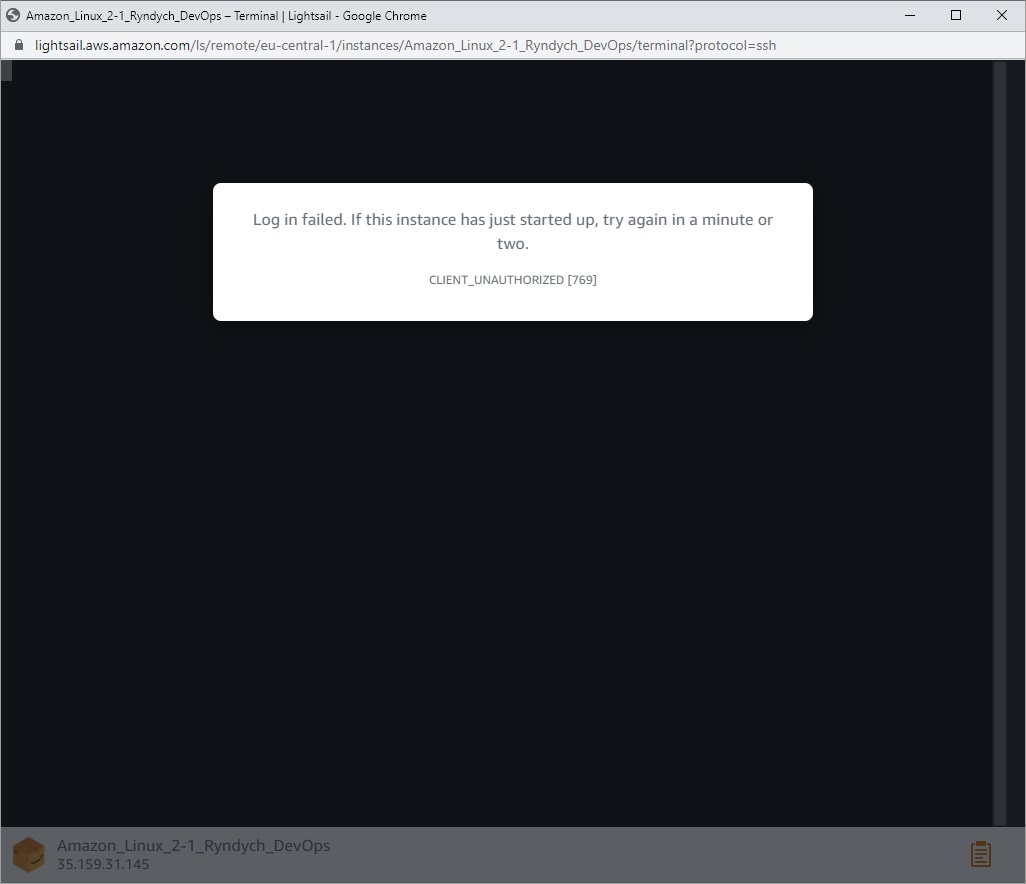 Amazon_Linux_2-1_Ryndych_DevOps – Terminal | Lightsail - Google Chrome
lightsail.aws.amazon.com/ls/remote/eu-central-1/instances/Amazon_Linux_2-1_Ryndych_DevOps/terminal?protocol=ssh
Log in failed. If this instance has just started up, try again in a minute or
two.
CLIENT_UNAUTHORIZED [769]
Amazon_Linux_2-1_Ryndych_DevOps
35.159.31.145